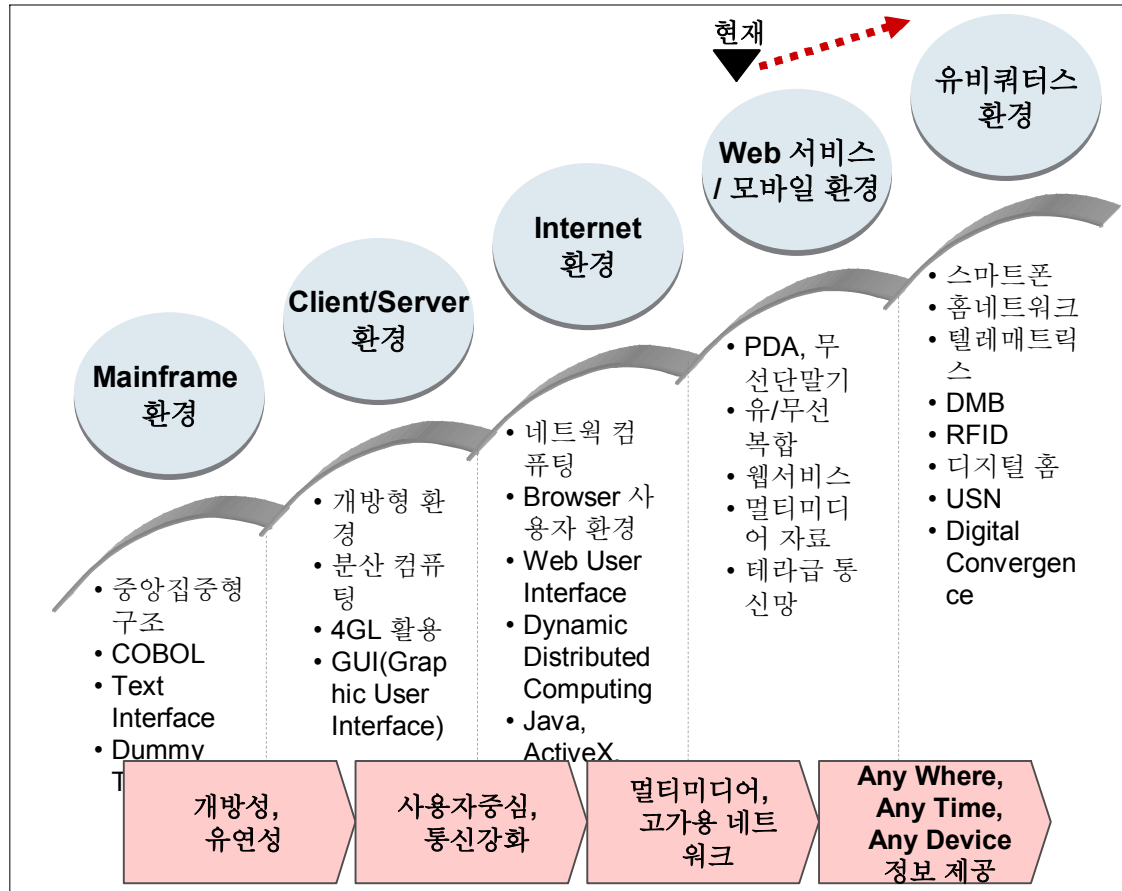 현재
유비쿼터스
환경
Web 서비스
/ 모바일 환경
Internet
환경
Client/Server
환경
Mainframe
환경
• 중앙집중형
구조
• COBOL
• Text
Interface
• Dummy
• 개방형 환
경
• 분산 컴퓨
팅
• 4GL 활용
• GUI(Grap
hic User
Interface)
• 네트웍 컴
퓨팅
• Browser 사
용자 환경
• Web User
Interface
• Dynamic
Distributed
Computing
• Java,
ActiveX,
• PDA, 무
선단말기
• 유/무선
복합
• 웹서비스
• 멀티미디
어 자료
• 테라급 통
신망
• 스마트폰
• 홈네트워크
• 텔레매트릭
스
• DMB
• RFID
• 디지털 홈
• USN
• Digital
Convergen
ce
개방성,
유연성
사용자중심,
통신강화
멀티미디어,
고가용 네트
워크
Any Where,
Any Time,
Any Device
정보 제공